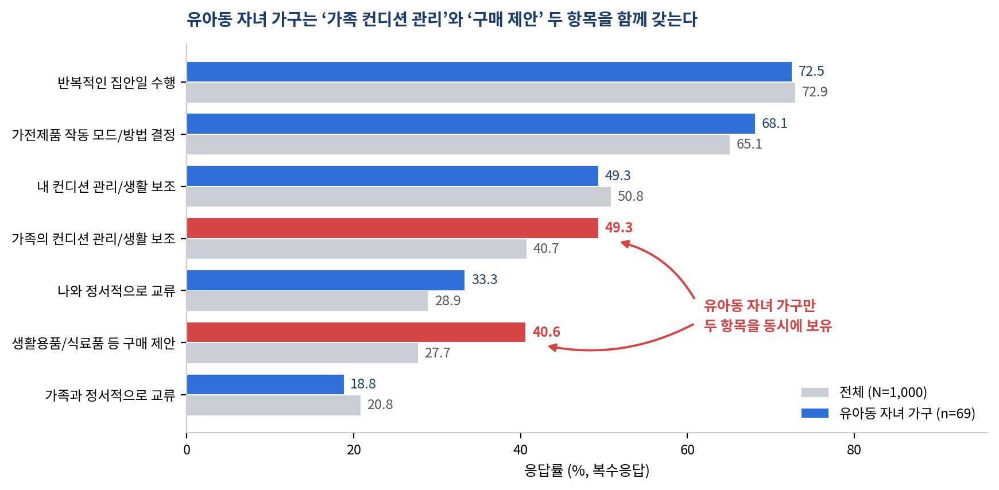 유아동 자녀 가구는 ‘가족 컨디션 관리’와 ‘구매 제안’ 두 항목을 함께 갖는다
반복적인 집안일 수행
72.5
72.9
가전제품 작동 모드/방법 결정
68.1
65.1
내 컨디션 관리/생활 보조
49.3
50.8
가족의 컨디션 관리/생활 보조
49.3
40.7
나와 정서적으로 교류
33.3
28.9
유아동 자녀 가구만
두 항목을 동시에 보유
생활용품/식료품 등 구매 제안
40.6
27.7
가족과 정서적으로 교류
18.8
20.8
전체 (N=1,000)
유아동 자녀 가구 (n=69)
0 20 40 60 80
응답률 (%, 복수응답)